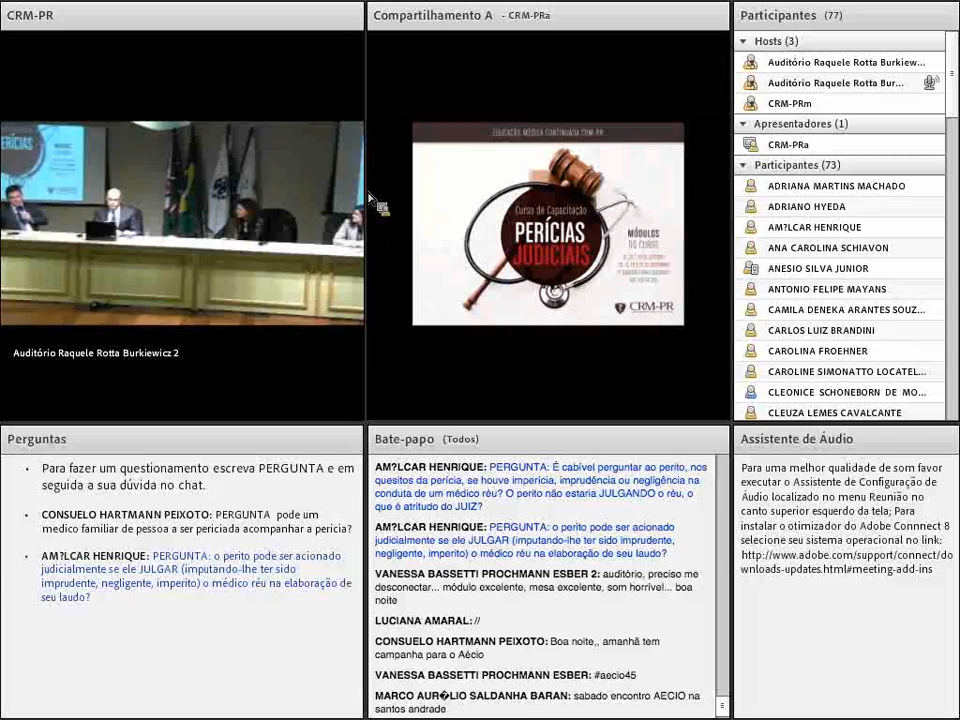 CRM-PR
Auditório Raquele Rotta Burkiewicz 2
Compartilhamento A - CRM-PRa
EDUCAÇÃO MÉDICA CONTINUADA CRM-PR
Curso de Capacitação
PERÍCIAS
JUDICIAIS
MÓDULOS
DO CURSO
CRM-PR
Participantes (77)
Hosts (3)
Auditório Raquele Rotta Burkiew...
Auditório Raquele Rotta Bur...
CRM-PRm
Apresentadores (1)
CRM-PRa
Participantes (73)
ADRIANA MARTINS MACHADO
ADRIANO HYEDA
AM?LCAR HENRIQUE
ANA CAROLINA SCHIAVON
ANESIO SILVA JUNIOR
ANTONIO FELIPE MAYANS
CAMILA DENEKA ARANTES SOUZ...
CARLOS LUIZ BRANDINI
CAROLINA FROEHNER
CAROLINE SIMONATTO LOCATEL...
CLEONICE SCHONEBORN DE MO...
CLEUZA LEMES CAVALCANTE
Perguntas
• Para fazer um questionamento escreva PERGUNTA e em
seguida a sua dúvida no chat.
• CONSUELO HARTMANN PEIXOTO: PERGUNTA pode um
medico familiar de pessoa a ser periciada acompanhar a pericia?
• AM?LCAR HENRIQUE: PERGUNTA: o perito pode ser acionado
judicialmente se ele JULGAR (imputando-lhe ter sido
imprudente, negligente, imperito) o médico réu na elaboração de
seu laudo?
Bate-papo (Todos)
AM?LCAR HENRIQUE: PERGUNTA: É cabível perguntar ao perito, nos
quesitos da perícia, se houve imperícia, imprudência ou negligência na
conduta de um médico réu? O perito não estaria JULGANDO o réu, o
que é atritudo do JUIZ?
AM?LCAR HENRIQUE: PERGUNTA: o perito pode ser acionado
judicialmente se ele JULGAR (imputando-lhe ter sido imprudente,
negligente, imperito) o médico réu na elaboração de seu laudo?
VANESSA BASSETTI PROCHMANN ESBER 2: auditório, preciso me
desconectar... módulo excelente, mesa excelente, som horrível... boa
noite
LUCIANA AMARAL: //
CONSUELO HARTMANN PEIXOTO: Boa noite,, amanhã tem
campanha para o Aécio
VANESSA BASSETTI PROCHMANN ESBER: #aecio45
MARCO AUR�LIO SALDANHA BARAN: sabado encontro AECIO na
santos andrade
Assistente de Áudio
Para uma melhor qualidade de som favor
executar o Assistente de Configuração de
Áudio localizado no menu Reunião no
canto superior esquerdo da tela; Para
instalar o otimizador do Adobe Connnect 8
selecione seu sistema operacional no link:
http://www.adobe.com/support/connect/do
wnloads-updates.html#meeting-add-ins